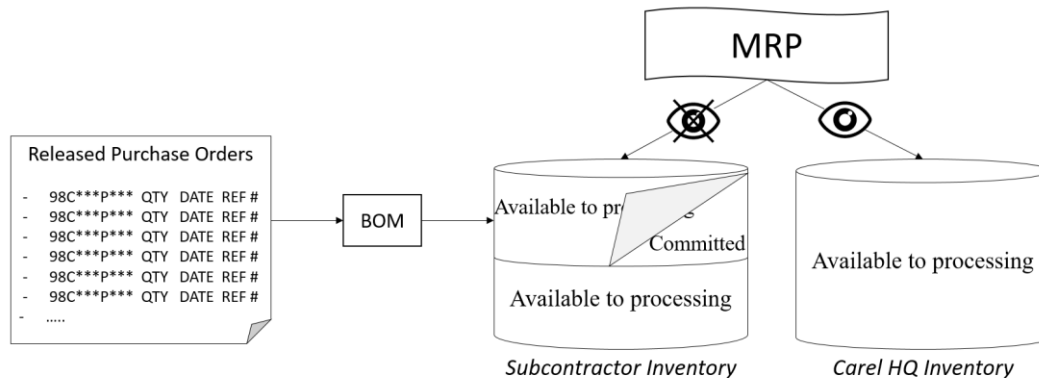 MRP
Released Purchase Orders
- 98C***P*** QTY DATE REF #
- 98C***P*** QTY DATE REF #
- 98C***P*** QTY DATE REF #
- 98C***P*** QTY DATE REF #
- 98C***P*** QTY DATE REF #
- 98C***P*** QTY DATE REF #
- .....
BOM
Available to
Committed
Available to processing
Subcontractor Inventory
Available to processing
Carel HQ Inventory